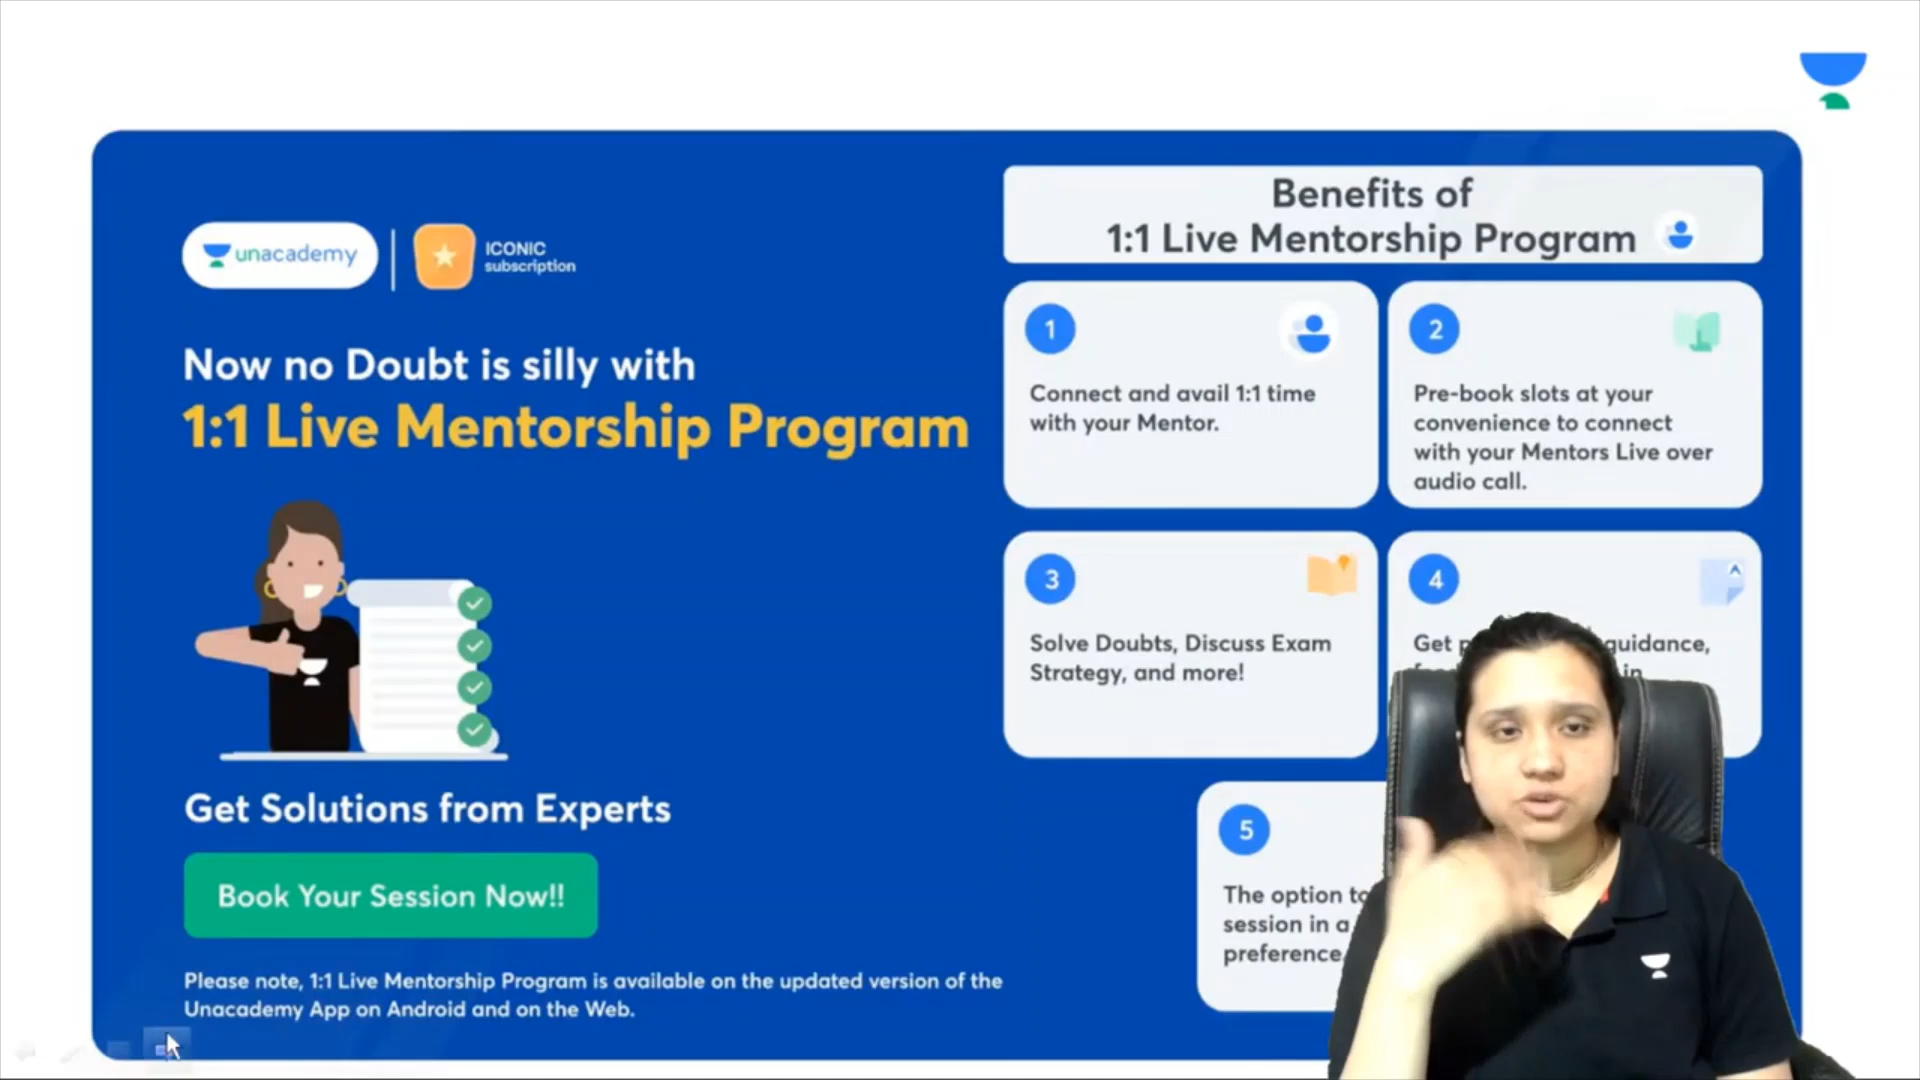 unacademy
ICONIC
subscription
Now no Doubt is silly with
1:1 Live Mentorship Program
Get Solutions from Experts
Book Your Session Now!!
Please note, 1:1 Live Mentorship Program is available on the updated version of the
Unacademy App on Android and on the Web.
Benefits of
1:1 Live Mentorship Program
1
Connect and avail 1:1 time
with your Mentor.
2
Pre-book slots at your
convenience to connect
with your Mentors Live over
audio call.
3
Solve Doubts, Discuss Exam
Strategy, and more!
4
Get guidance,
in
5
The option to
session in a
preference